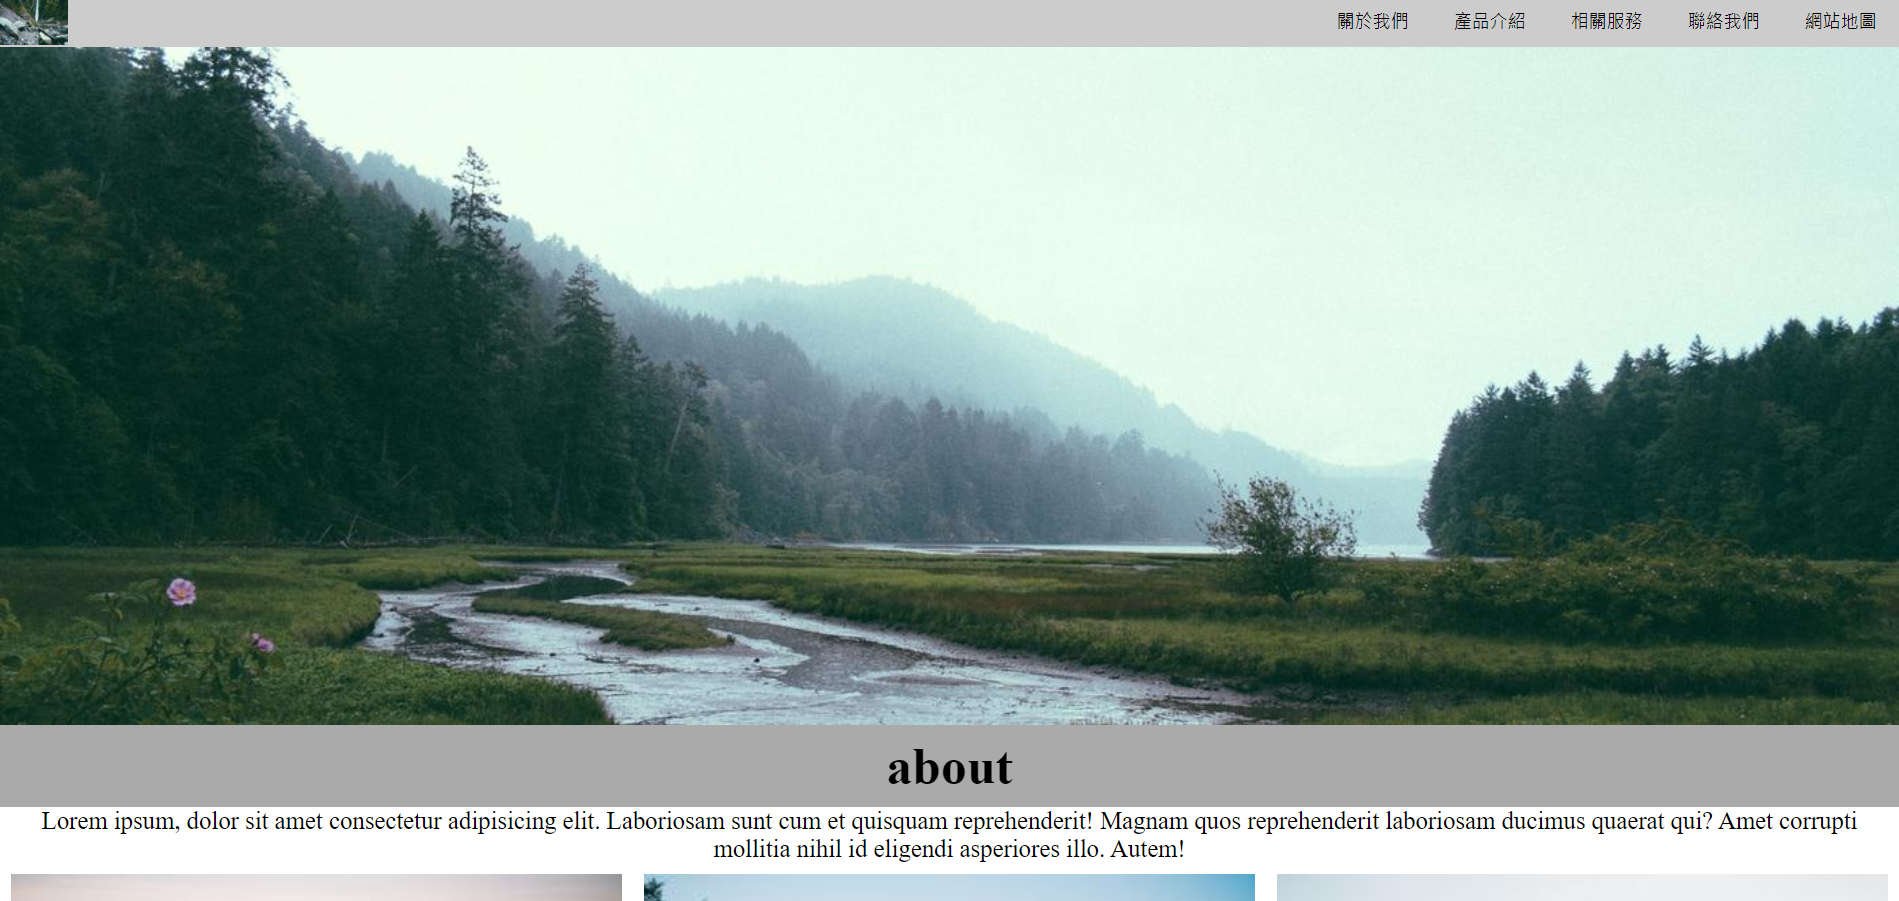 關於我們 產品介紹 相關服務 聯絡我們 網站地圖
about
Lorem ipsum, dolor sit amet consectetur adipisicing elit. Laboriosam sunt cum et quisquam reprehenderit! Magnam quos reprehenderit laboriosam ducimus quaerat qui? Amet corrupti
mollitia nihil id eligendi asperiores illo. Autem!